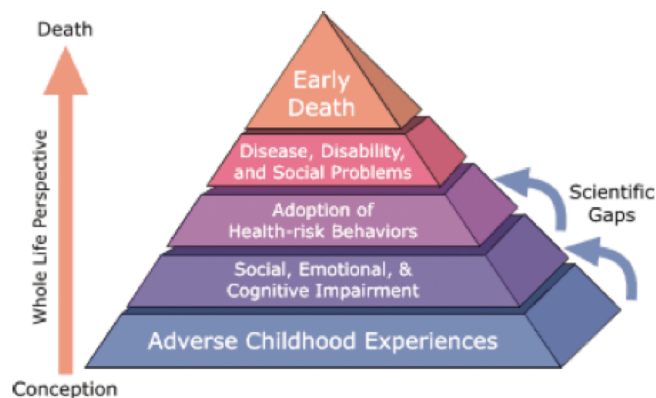 Death
Early
Death
Disease, Disability,
and Social Problems
Adoption of
Health-risk Behaviors
Social, Emotional, &
Cognitive Impairment
Adverse Childhood Experiences
Scientific
Gaps
Whole Life Perspective
Conception